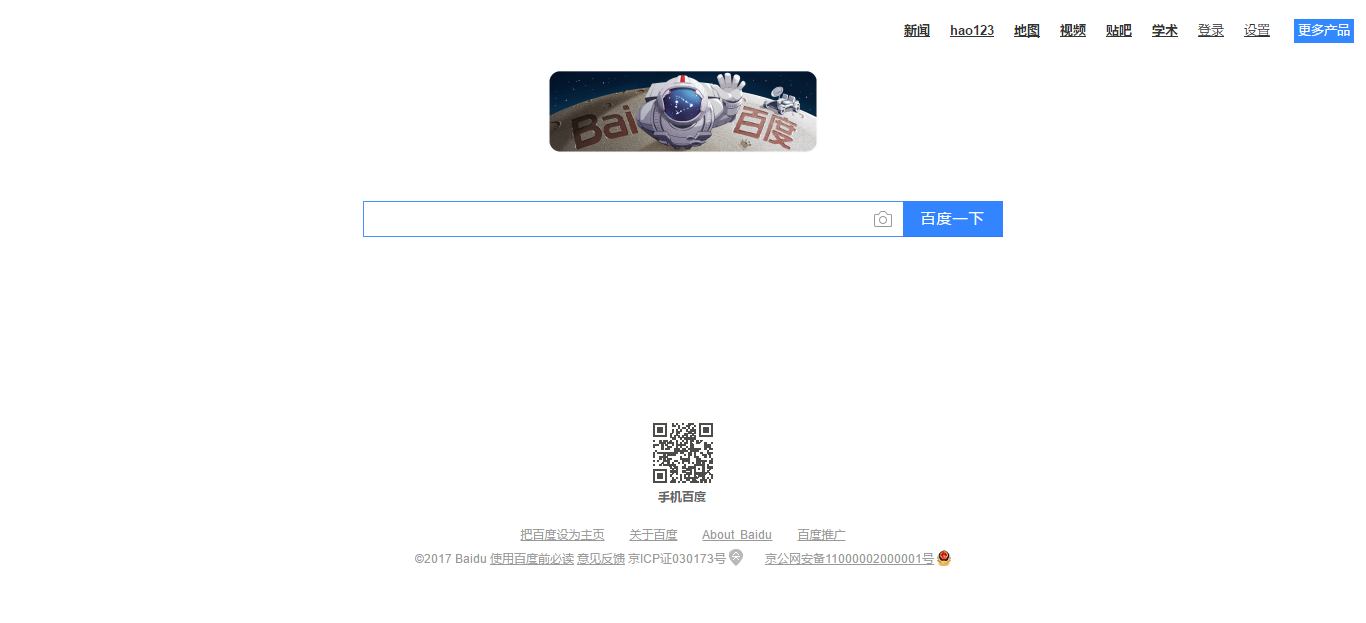 新闻 hao123 地图 视频 贴吧 学术 登录 设置 更多产品
Bai 百度
百度一下
手机百度
把百度设为主页 关于百度 About Baidu 百度推广
©2017 Baidu 使用百度前必读 意见反馈 京ICP证030173号 京公网安备11000002000001号